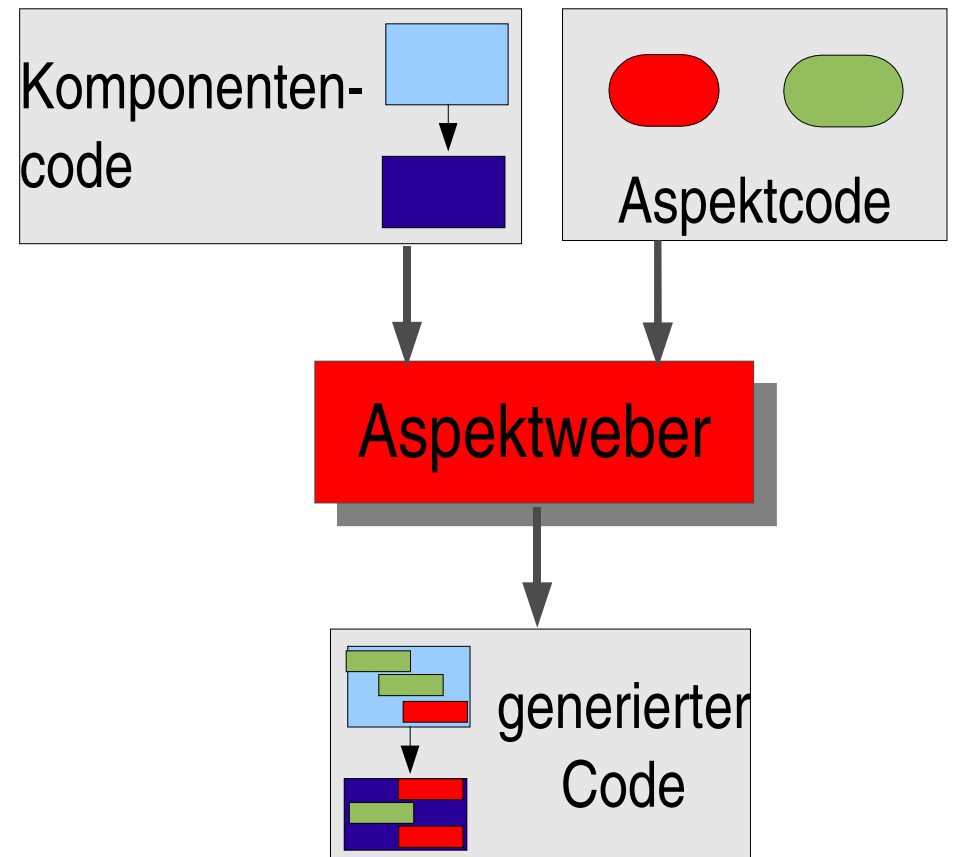 Komponenten-
code
Aspektcode
Aspektweber
generierter
Code